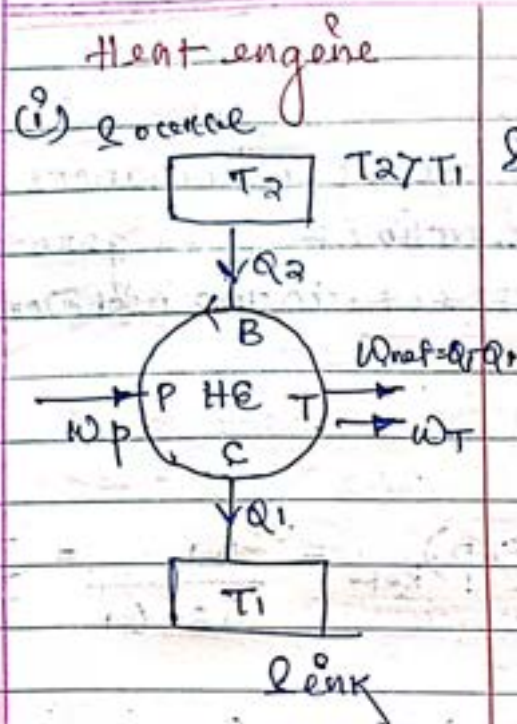 Heat engine
(i) Source
T2 T2>T1
Q2
B
Wnet=Q2-Q1
P HE T
Wp WT
C
Q1
T1
Sink